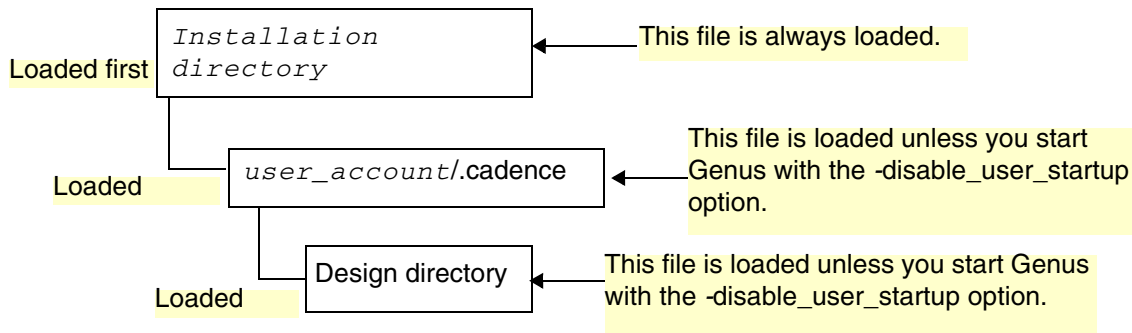 Installation
directory
This file is always loaded.
Loaded first
user_account/.cadence
This file is loaded unless you start
Genus with the -disable_user_startup
option.
Loaded
Design directory
This file is loaded unless you start Genus
with the -disable_user_startup option.
Loaded